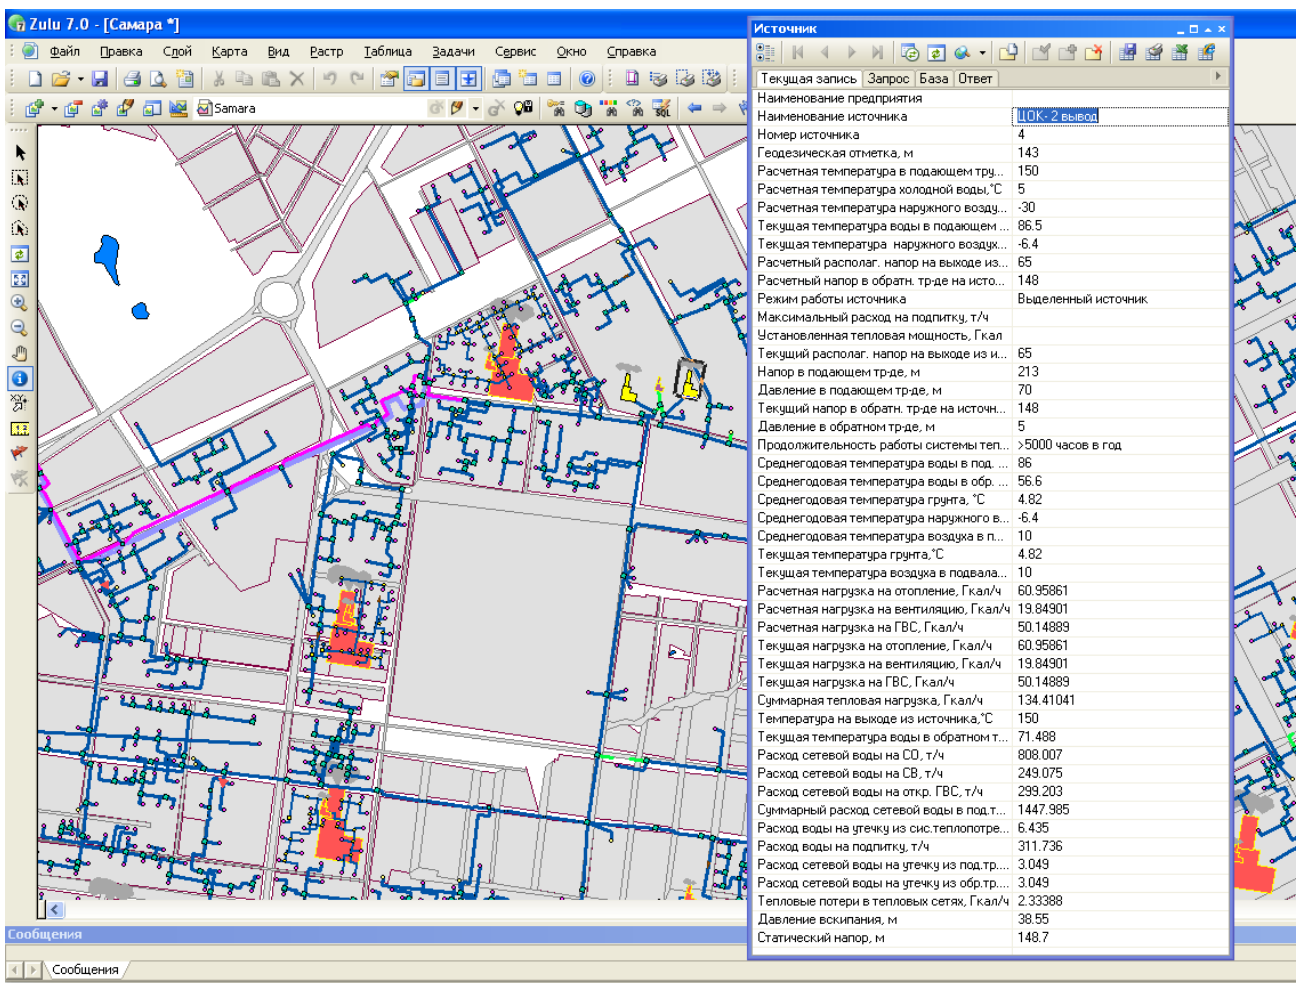 Zulu 7.0 - [Самара *]
Файл Правка Слой Карта Вид Растр Таблица Задачи Сервис Окно Справка
Samara
SQL
Источник
Текущая запись Запрос База Ответ
Наименование предприятия
Наименование источника ЦОК- 2 вывод
Номер источника 4
Геодезическая отметка, м 143
Расчетная температура в подающем тру... 150
Расчетная температура холодной воды,°С 5
Расчетная температура наружного возду... -30
Текущая температура воды в подающем ... 86.5
Текущая температура наружного воздух... -6.4
Расчетный располаг. напор на выходе из... 65
Расчетный напор в обратн. тр-де на исто... 148
Режим работы источника Выделенный источник
Максимальный расход на подпитку, т/ч
Установленная тепловая мощность, Гкал
Текущий располаг. напор на выходе из и... 65
Напор в подающем тр-де, м 213
Давление в подающем тр-де, м 70
Текущий напор в обратн. тр-де на источн... 148
Давление в обратном тр-де, м 5
Продолжительность работы системы теп... >5000 часов в год
Среднегодовая температура воды в под. ... 86
Среднегодовая температура воды в обр. ... 56.6
Среднегодовая температура грунта, °С 4.82
Среднегодовая температура наружного в... -6.4
Среднегодовая температура воздуха в п... 10
Текущая температура грунта,°С 4.82
Текущая температура воздуха в подвала... 10
Расчетная нагрузка на отопление, Гкал/ч 60.95861
Расчетная нагрузка на вентиляцию, Гкал/ч 19.84901
Расчетная нагрузка на ГВС, Гкал/ч 50.14889
Текущая нагрузка на отопление, Гкал/ч 60.95861
Текущая нагрузка на вентиляцию, Гкал/ч 19.84901
Текущая нагрузка на ГВС, Гкал/ч 50.14889
Суммарная тепловая нагрузка, Гкал/ч 134.41041
Температура на выходе из источника,°С 150
Текущая температура воды в обратном т... 71.488
Расход сетевой воды на СО, т/ч 808.007
Расход сетевой воды на СВ, т/ч 249.075
Расход сетевой воды на откр. ГВС, т/ч 299.203
Суммарный расход сетевой воды в под.т... 1447.985
Расход воды на утечку из сис.теплопотре... 6.435
Расход воды на подпитку, т/ч 311.736
Расход сетевой воды на утечку из под.тр.... 3.049
Расход сетевой воды на утечку из обр.тр.... 3.049
Тепловые потери в тепловых сетях, Гкал/ч 2.33388
Давление вскипания, м 38.55
Статический напор, м 148.7
Сообщения
Сообщения